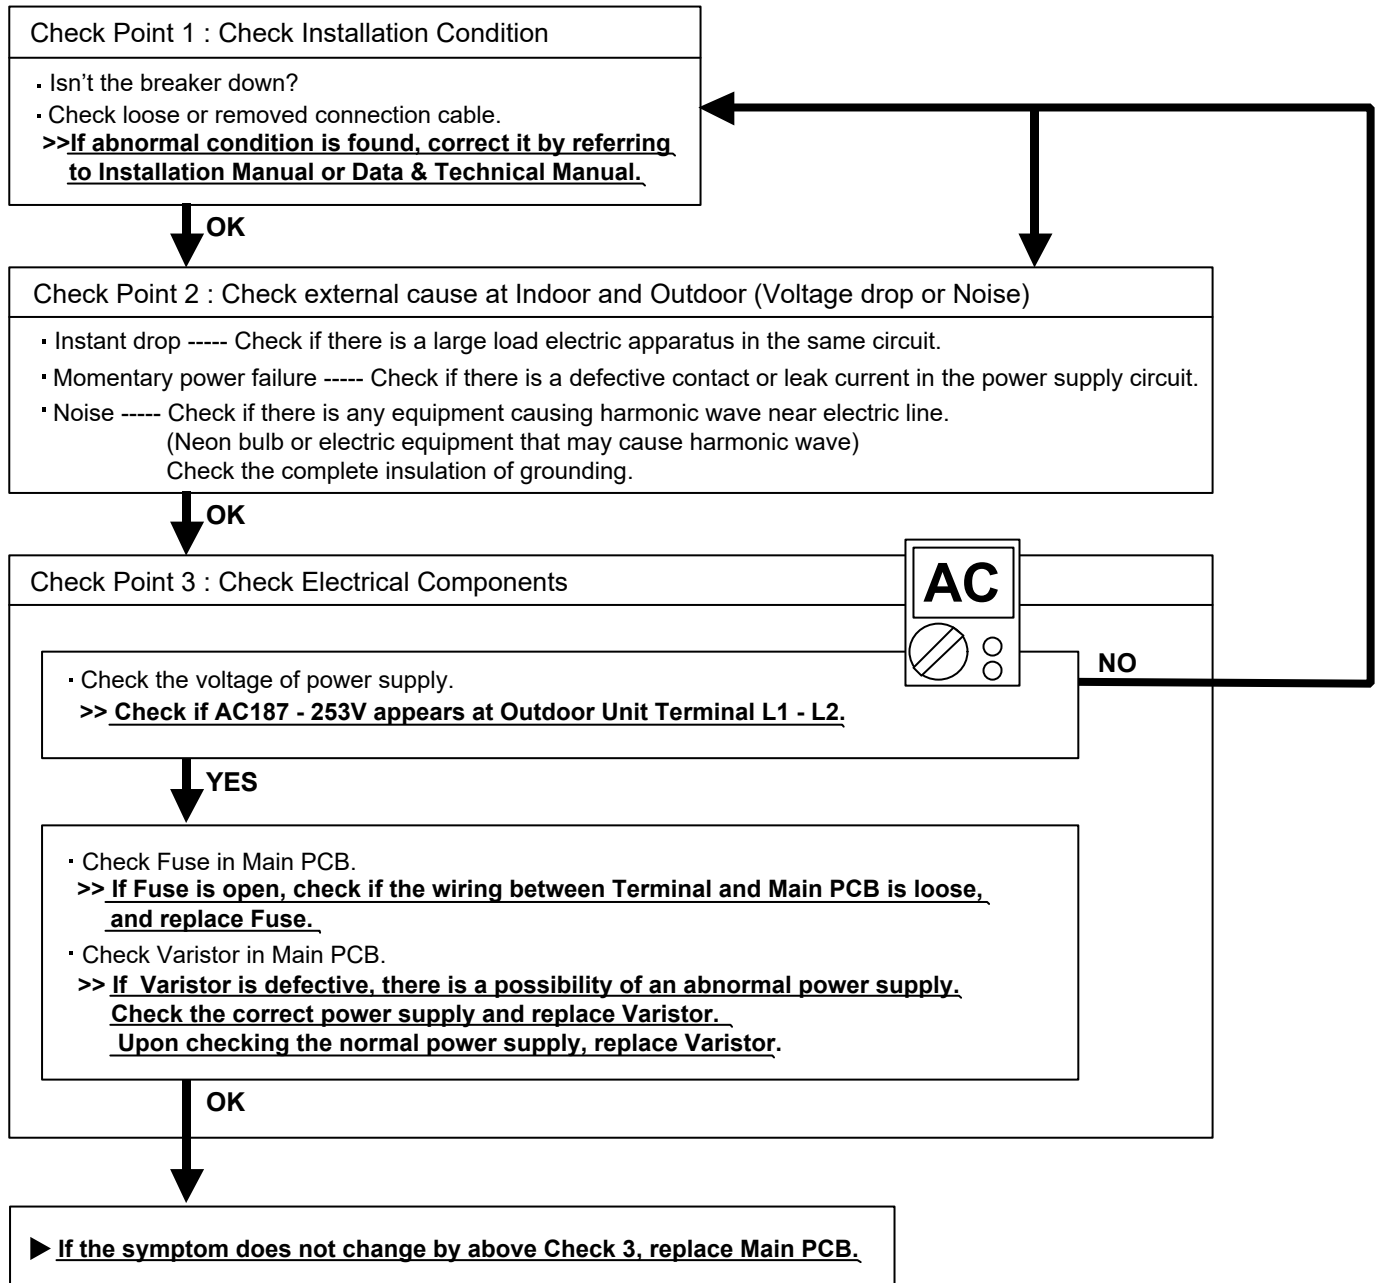 Check Point 1 : Check Installation Condition
· Isn't the breaker down?
· Check loose or removed connection cable.
>>If abnormal condition is found, correct it by referring
to Installation Manual or Data & Technical Manual.
OK
Check Point 2 : Check external cause at Indoor and Outdoor (Voltage drop or Noise)
· Instant drop ----- Check if there is a large load electric apparatus in the same circuit.
· Momentary power failure ----- Check if there is a defective contact or leak current in the power supply circuit.
· Noise ----- Check if there is any equipment causing harmonic wave near electric line.
(Neon bulb or electric equipment that may cause harmonic wave)
Check the complete insulation of grounding.
OK
Check Point 3 : Check Electrical Components
AC
NO
· Check the voltage of power supply.
>> Check if AC187 - 253V appears at Outdoor Unit Terminal L1 - L2.
YES
· Check Fuse in Main PCB.
>> If Fuse is open, check if the wiring between Terminal and Main PCB is loose,
and replace Fuse.
· Check Varistor in Main PCB.
>> If  Varistor is defective, there is a possibility of an abnormal power supply.
Check the correct power supply and replace Varistor.
Upon checking the normal power supply, replace Varistor.
OK
▶ If the symptom does not change by above Check 3, replace Main PCB.